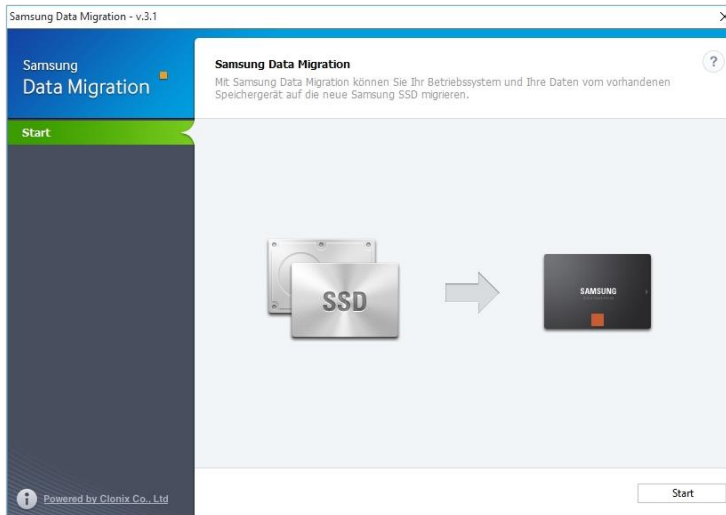 Samsung Data Migration - v.3.1
Samsung
Data Migration
Samsung Data Migration
Mit Samsung Data Migration können Sie Ihr Betriebssystem und Ihre Daten vom vorhandenen
Speichergerät auf die neue Samsung SSD migrieren.
?
Start
SSD
SAMSUNG
Powered by Clonix Co., Ltd
Start